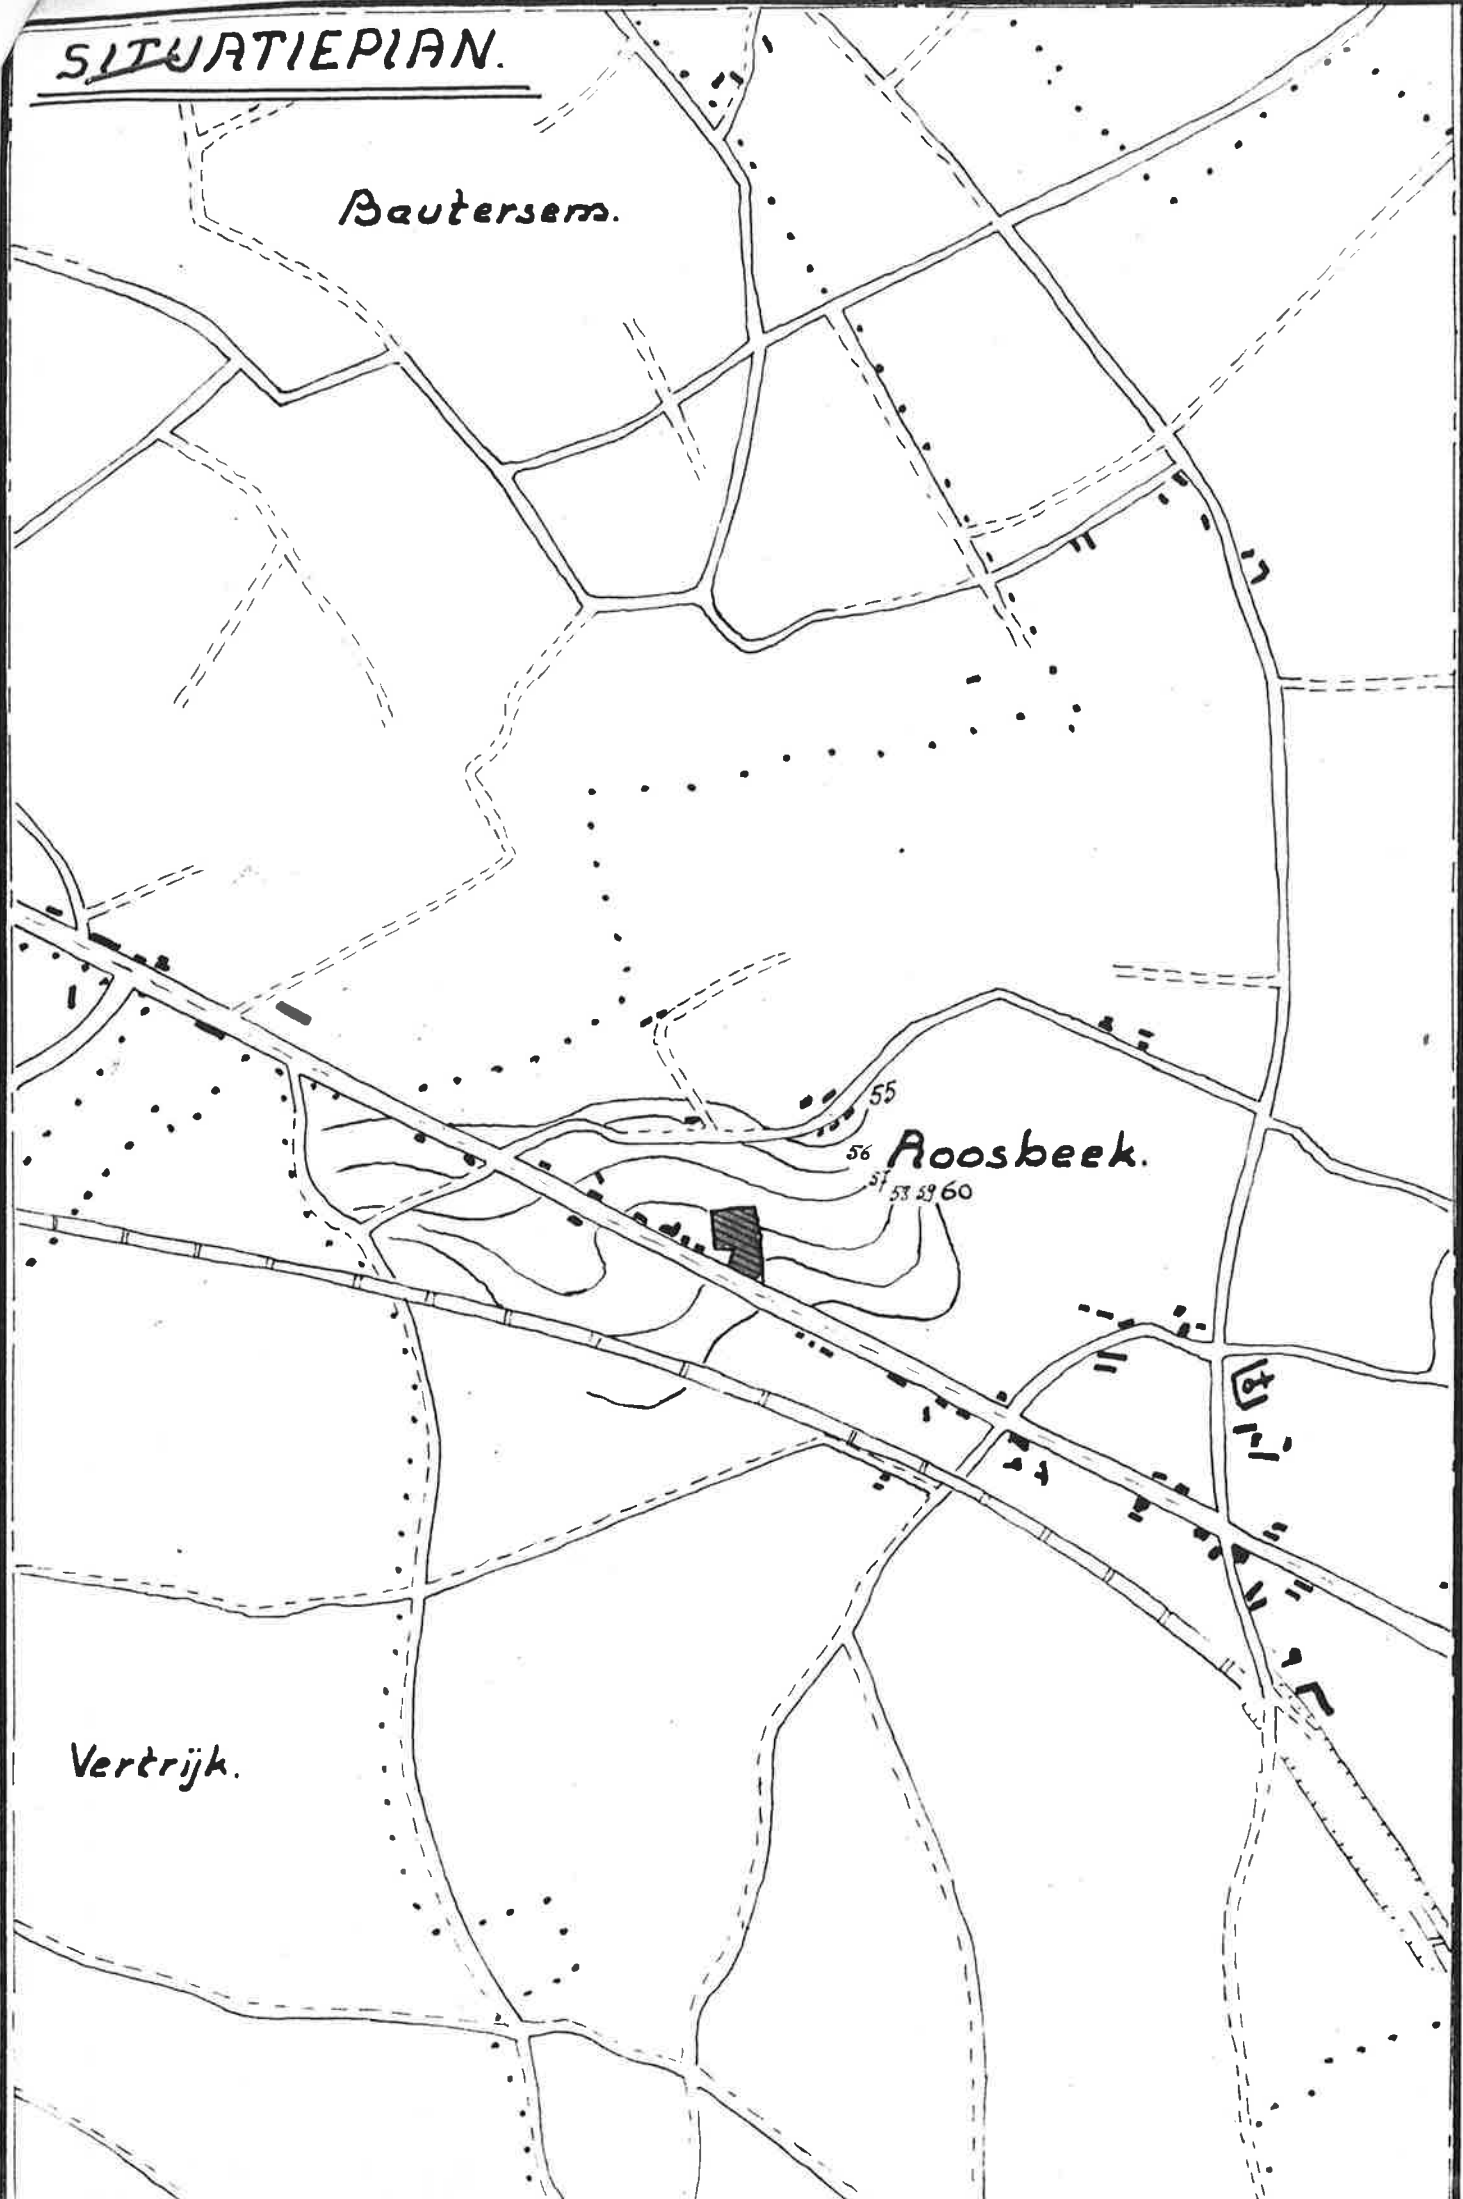 SITUATIEPLAN.
Bautersem.
55
56
Roosbeek.
57
58 59 60
Vertrijk.